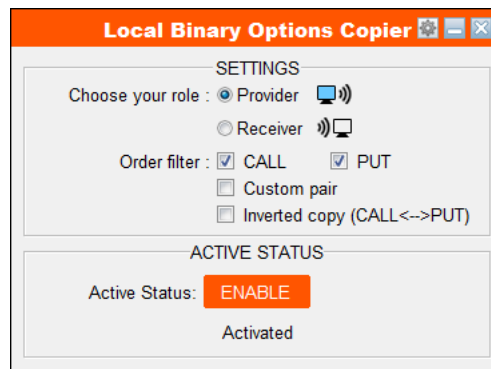 Local Binary Options Copier
SETTINGS
Choose your role : Provider
Receiver
Order filter : CALL PUT
Custom pair
Inverted copy (CALL<-->PUT)
ACTIVE STATUS
Active Status: ENABLE
Activated